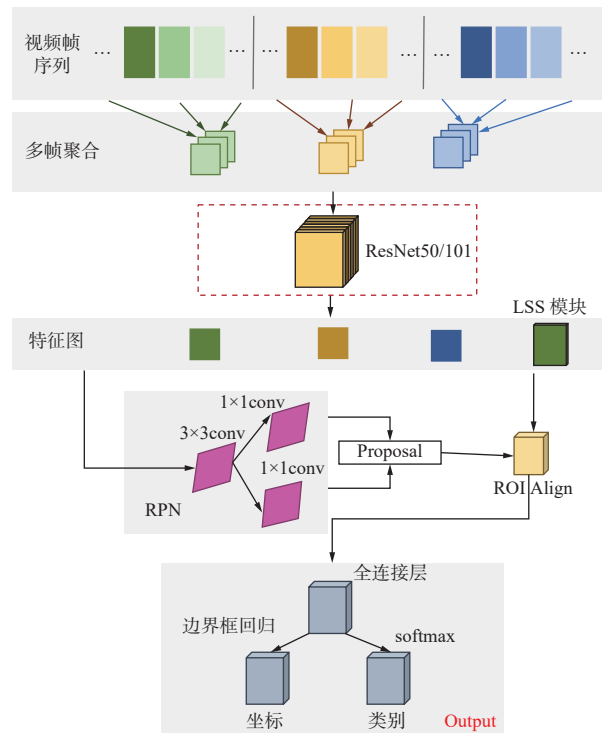 视频帧
序列
… … … … … …
多帧聚合
ResNet50/101
LSS 模块
特征图
1×1conv
3×3conv
1×1conv
Proposal
RPN
ROI Align
全连接层
边界框回归
softmax
坐标
类别
Output